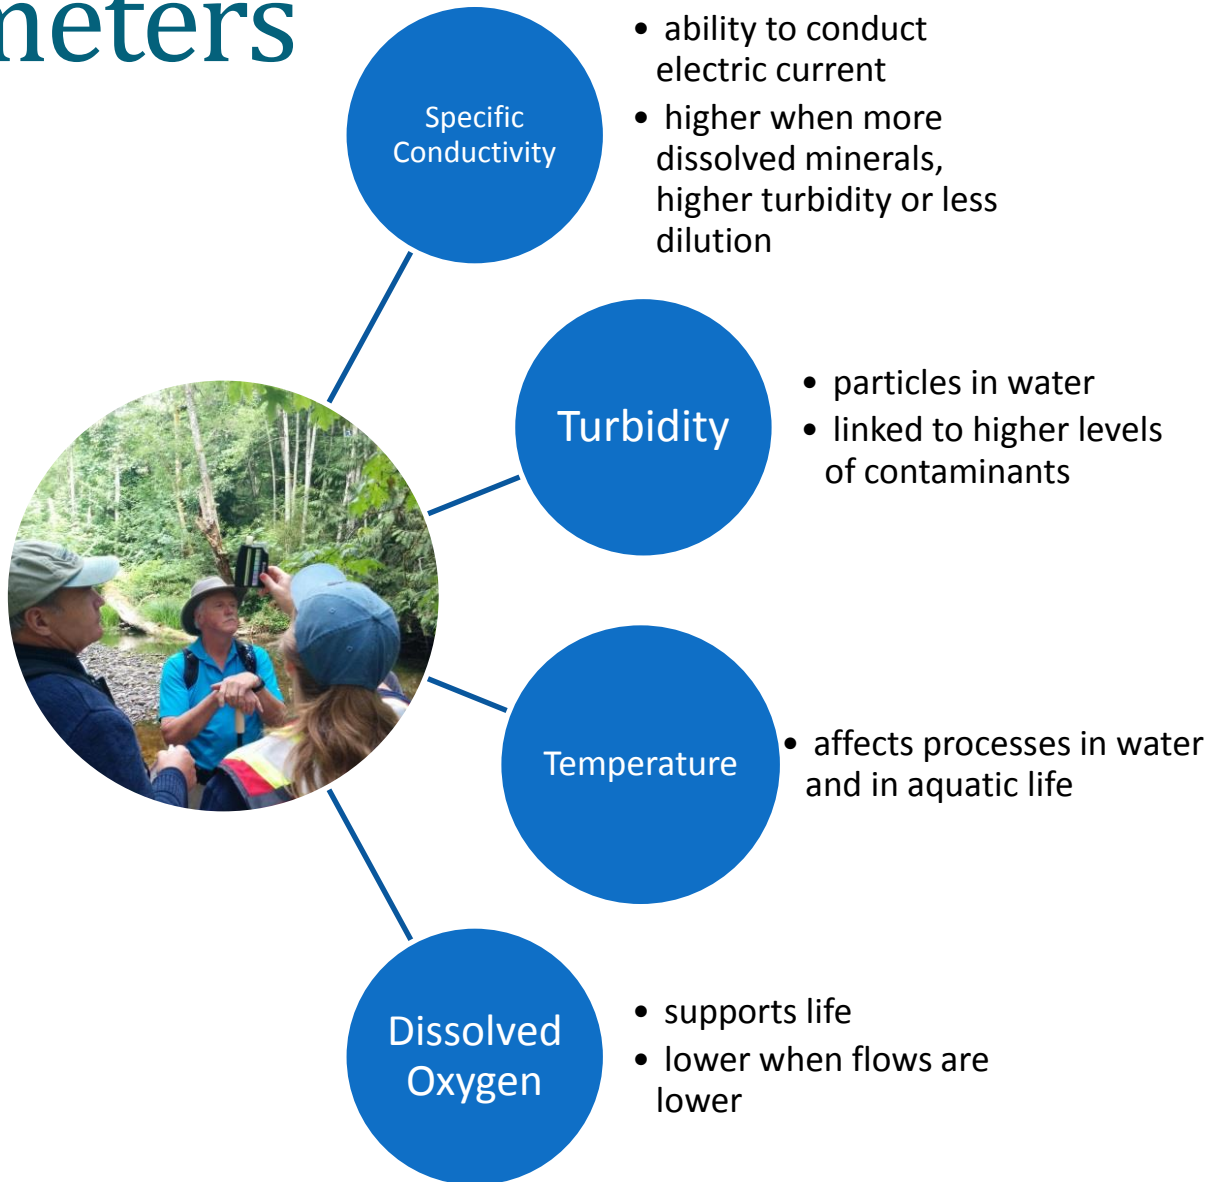 meters
Specific
Conductivity
• ability to conduct
electric current
• higher when more
dissolved minerals,
higher turbidity or less
dilution
Turbidity
• particles in water
• linked to higher levels
of contaminants
Temperature
• affects processes in water
and in aquatic life
Dissolved
Oxygen
• supports life
• lower when flows are
lower